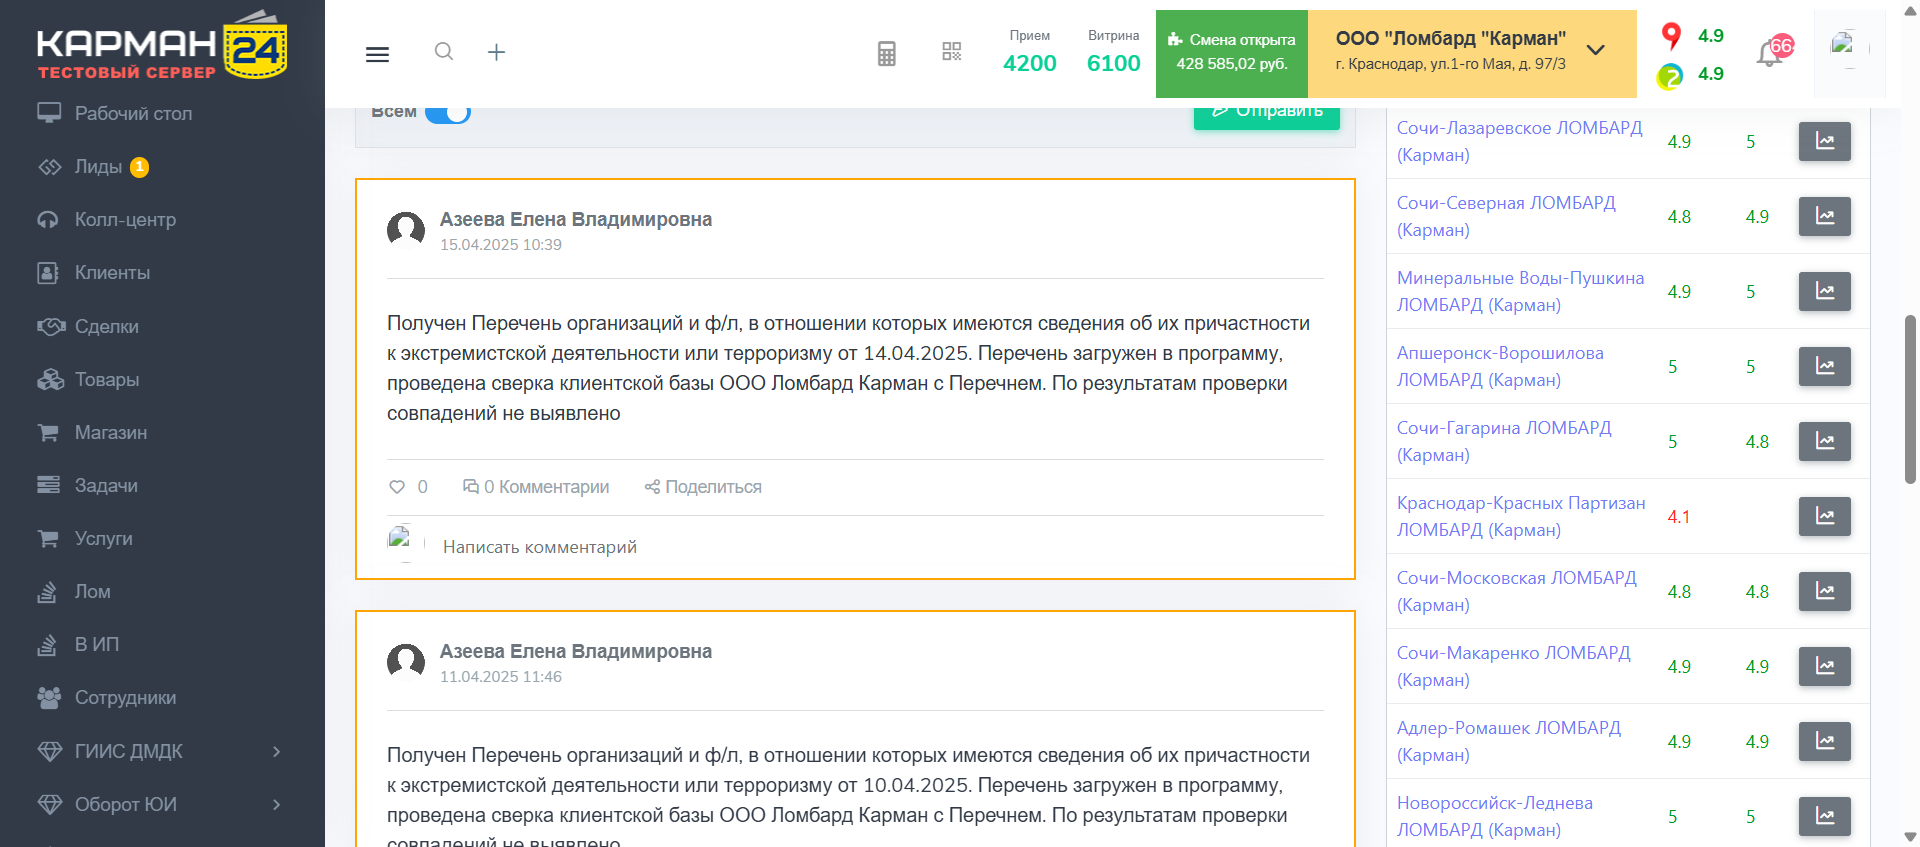 КАРМАН 24
ТЕСТОВЫЙ СЕРВЕР
Рабочий стол
Лиды 1
Колл-центр
Клиенты
Сделки
Товары
Магазин
Задачи
Услуги
Лом
В ИП
Сотрудники
ГИИС ДМДК
Оборот ЮИ
Прием
4200
Витрина
6100
Смена открыта
428 585,02 руб.
ООО "Ломбард "Карман"
г. Краснодар, ул.1-го Мая, д. 97/3
4.9
4.9
66
Всем
Отправить
Азеева Елена Владимировна
15.04.2025 10:39
Получен Перечень организаций и ф/л, в отношении которых имеются сведения об их причастности
к экстремистской деятельности или терроризму от 14.04.2025. Перечень загружен в программу,
проведена сверка клиентской базы ООО Ломбард Карман с Перечнем. По результатам проверки
совпадений не выявлено
0
0 Комментарии
Поделиться
Написать комментарий
Азеева Елена Владимировна
11.04.2025 11:46
Получен Перечень организаций и ф/л, в отношении которых имеются сведения об их причастности
к экстремистской деятельности или терроризму от 10.04.2025. Перечень загружен в программу,
проведена сверка клиентской базы ООО Ломбард Карман с Перечнем. По результатам проверки
совпадений не выявлено
Сочи-Лазаревское ЛОМБАРД
(Карман)
4.9 5
Сочи-Северная ЛОМБАРД
(Карман)
4.8 4.9
Минеральные Воды-Пушкина
ЛОМБАРД (Карман)
4.9 5
Апшеронск-Ворошилова
ЛОМБАРД (Карман)
5 5
Сочи-Гагарина ЛОМБАРД
(Карман)
5 4.8
Краснодар-Красных Партизан
ЛОМБАРД (Карман)
4.1
Сочи-Московская ЛОМБАРД
(Карман)
4.8 4.8
Сочи-Макаренко ЛОМБАРД
(Карман)
4.9 4.9
Адлер-Ромашек ЛОМБАРД
(Карман)
4.9 4.9
Новороссийск-Леднева
ЛОМБАРД (Карман)
5 5